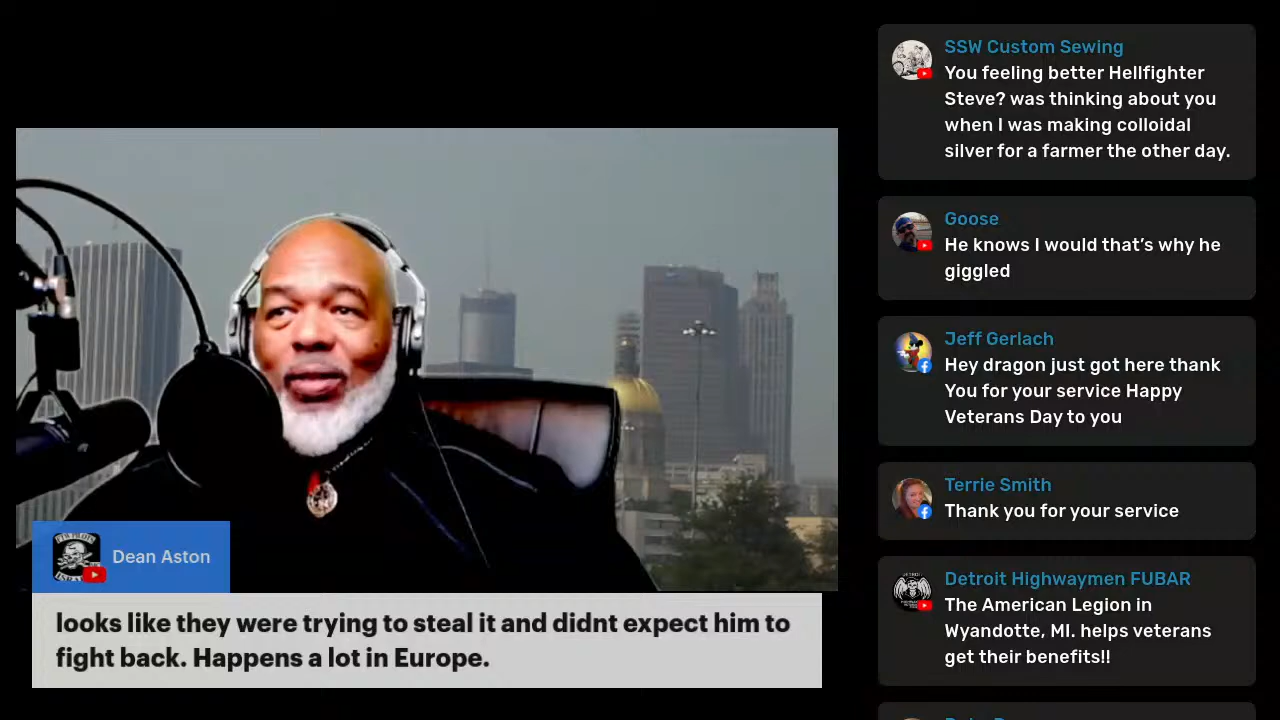 SSW Custom Sewing
You feeling better Hellfighter
Steve? was thinking about you
when I was making colloidal
silver for a farmer the other day.
Goose
He knows I would that’s why he
giggled
Jeff Gerlach
Hey dragon just got here thank
You for your service Happy
Veterans Day to you
Terrie Smith
Thank you for your service
Detroit Highwaymen FUBAR
The American Legion in
Wyandotte, MI. helps veterans
get their benefits!!
Dean Aston
looks like they were trying to steal it and didnt expect him to
fight back. Happens a lot in Europe.